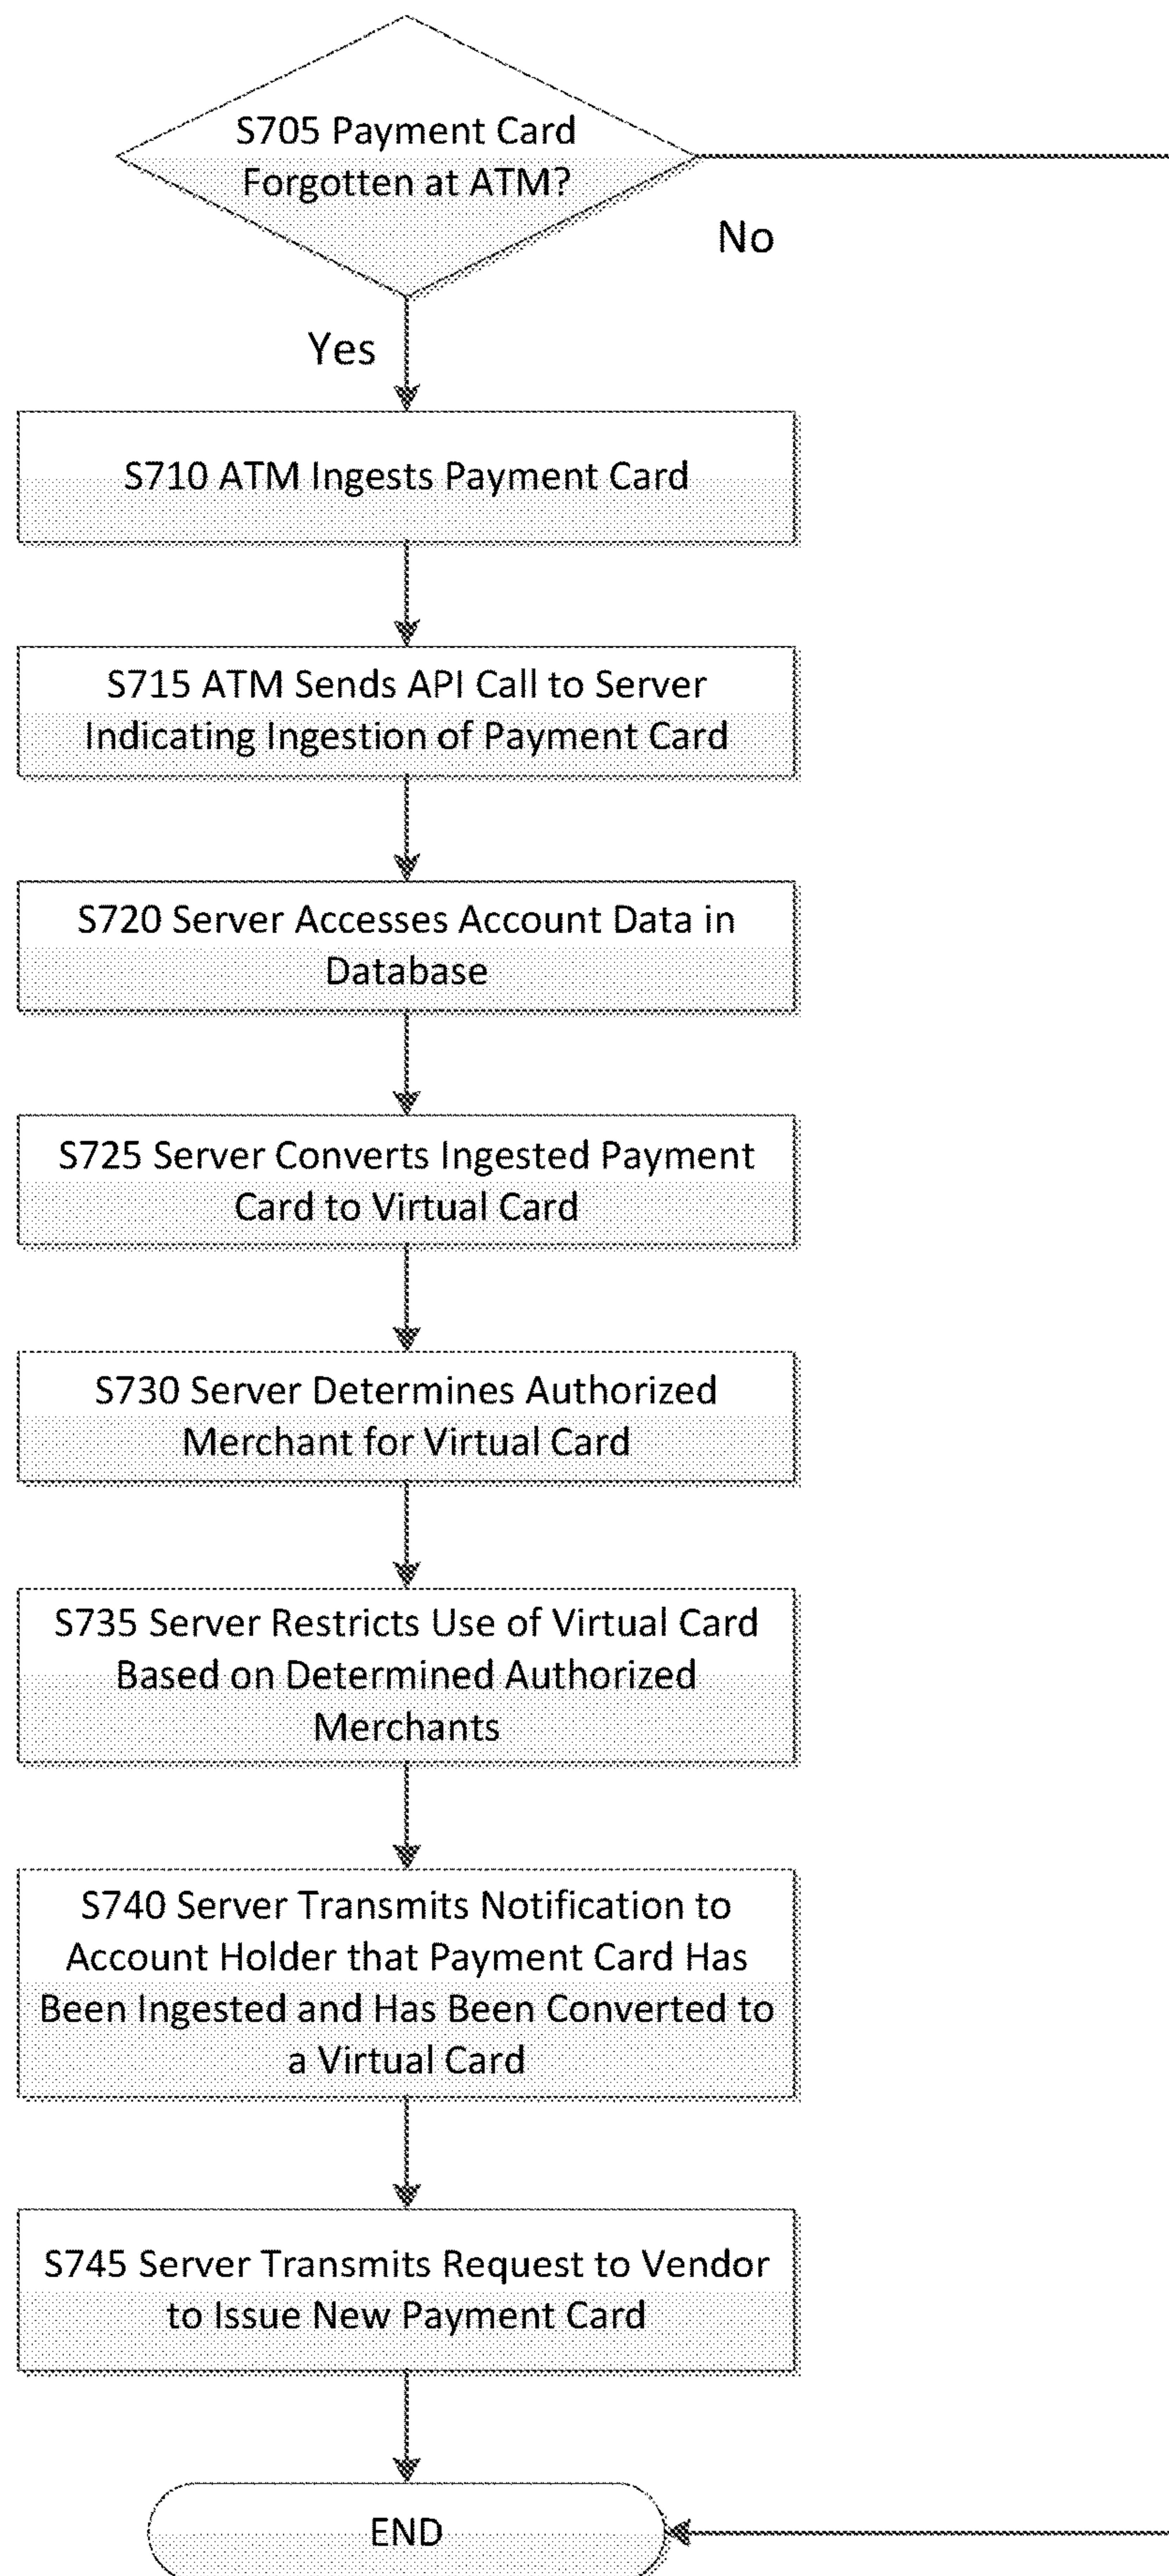 S705 Payment Card
Forgotten at ATM?
No
Yes
S710 ATM Ingests Payment Card
S715 ATM Sends API Call to Server
Indicating Ingestion of Payment Card
S720 Server Accesses Account Data in
Database
S725 Server Converts Ingested Payment
Card to Virtual Card
S730 Server Determines Authorized
Merchant for Virtual Card
S735 Server Restricts Use of Virtual Card
Based on Determined Authorized
Merchants
S740 Server Transmits Notification to
Account Holder that Payment Card Has
Been Ingested and Has Been Converted to
a Virtual Card
S745 Server Transmits Request to Vendor
to Issue New Payment Card
END